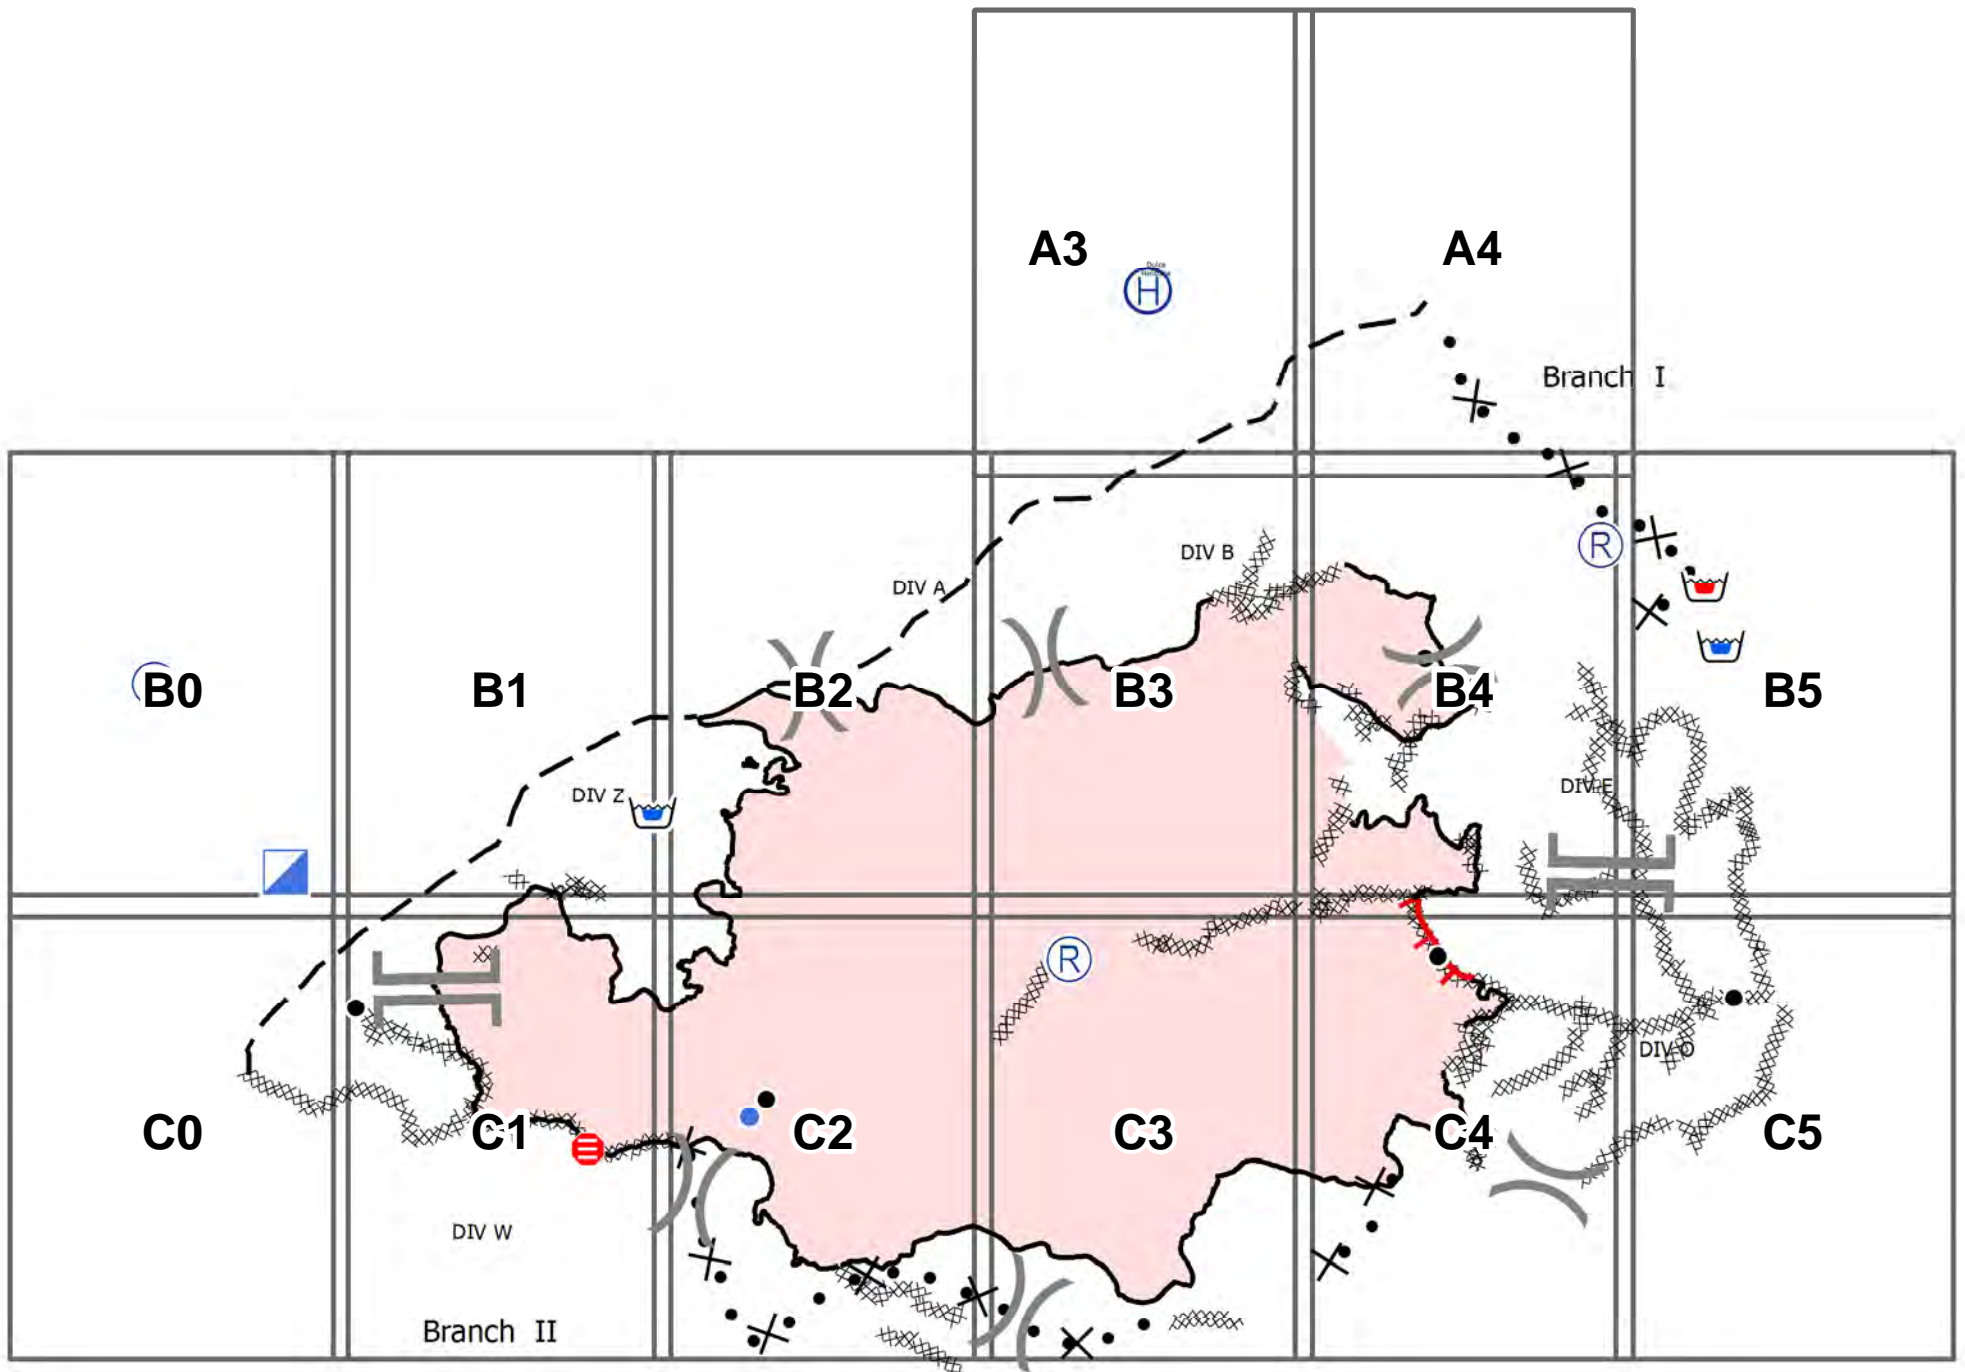 A3
A4
Dulce
H
Branch I
DIV B
R
DIV A
B0
B1
B2
B3
B4
B5
DIV Z
DIV E
R
DIV O
C0
C1
C2
C3
C4
C5
DIV W
Branch II